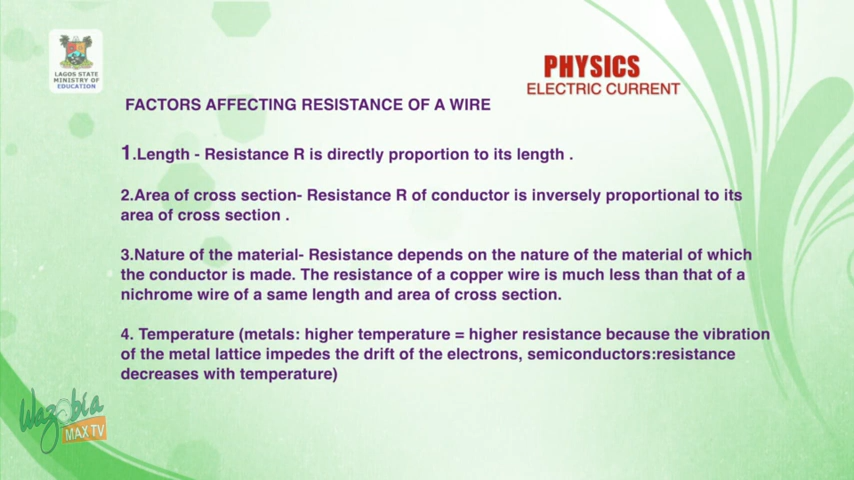 LAGOS STATE
MINISTRY OF
EDUCATION
PHYSICS
ELECTRIC CURRENT
FACTORS AFFECTING RESISTANCE OF A WIRE
1.Length - Resistance R is directly proportion to its length .
2.Area of cross section- Resistance R of conductor is inversely proportional to its
area of cross section .
3.Nature of the material- Resistance depends on the nature of the material of which
the conductor is made. The resistance of a copper wire is much less than that of a
nichrome wire of a same length and area of cross section.
4. Temperature (metals: higher temperature = higher resistance because the vibration
of the metal lattice impedes the drift of the electrons, semiconductors:resistance
decreases with temperature)
Wazobia
MAX TV